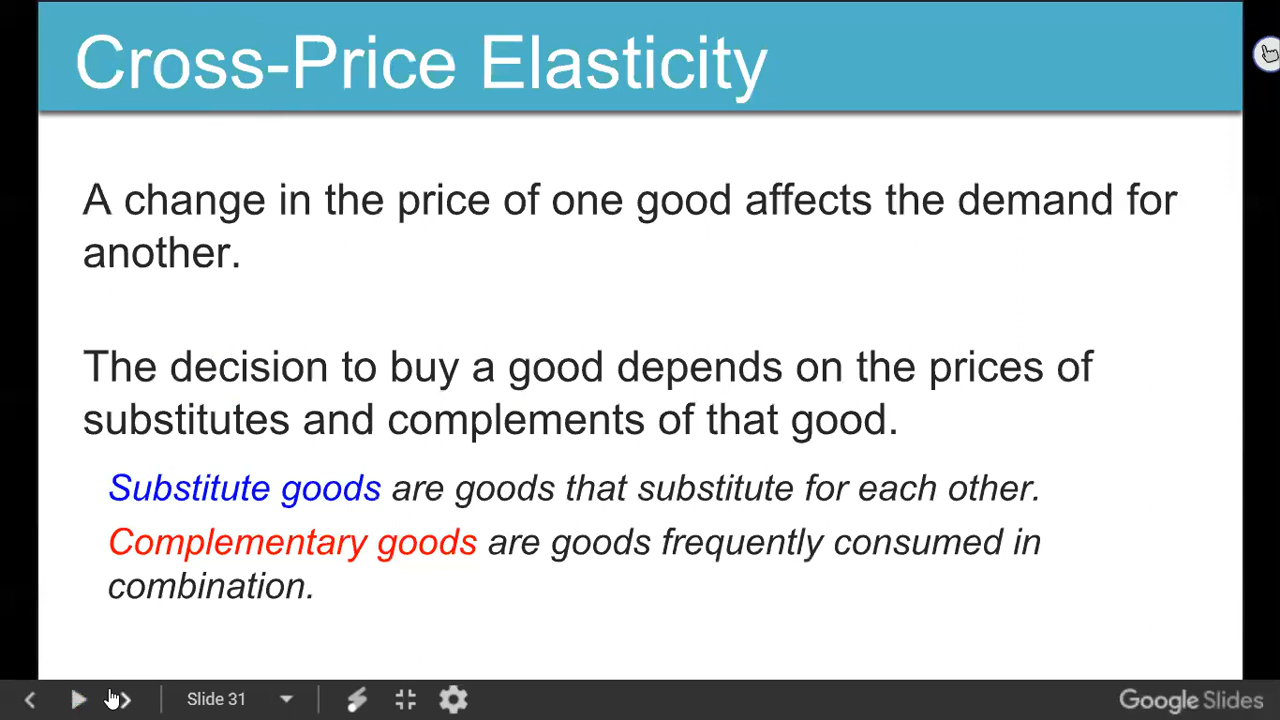 Cross-Price Elasticity
A change in the price of one good affects the demand for
another.
The decision to buy a good depends on the prices of
substitutes and complements of that good.
Substitute goods are goods that substitute for each other.
Complementary goods are goods frequently consumed in
combination.
Slide 31
Google Slides